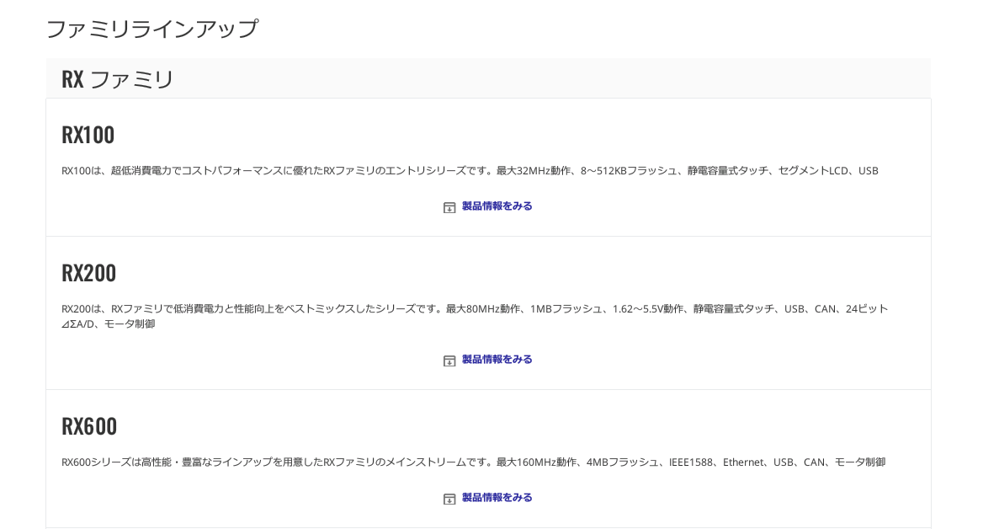 ファミリラインアップ
RX ファミリ
RX100
RX100は、超低消費電力でコストパフォーマンスに優れたRXファミリのエントリシリーズです。最大32MHz動作、8～512KBフラッシュ、静電容量式タッチ、セグメントLCD、USB
製品情報をみる
RX200
RX200は、RXファミリで低消費電力と性能向上をベストミックスしたシリーズです。最大80MHz動作、1MBフラッシュ、1.62～5.5V動作、静電容量式タッチ、USB、CAN、24ビット
⊿ΣA/D、モータ制御
製品情報をみる
RX600
RX600シリーズは高性能・豊富なラインアップを用意したRXファミリのメインストリームです。最大160MHz動作、4MBフラッシュ、IEEE1588、Ethernet、USB、CAN、モータ制御
製品情報をみる